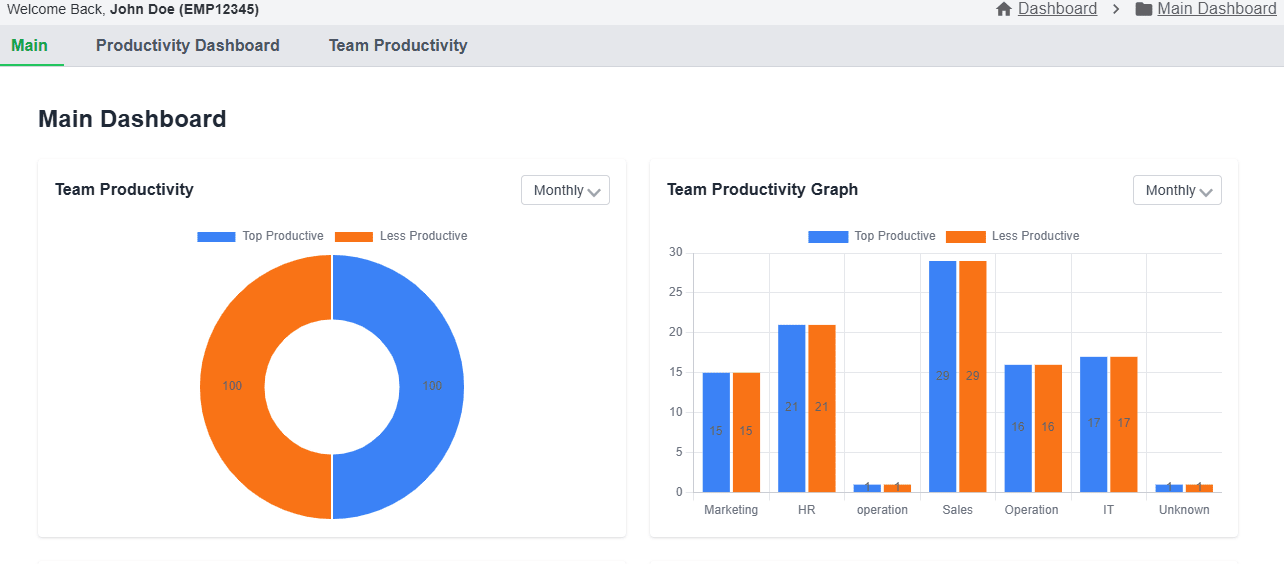 Welcome Back, John Doe (EMP12345)
Dashboard > Main Dashboard
Main Productivity Dashboard Team Productivity
Main Dashboard
Team Productivity
Monthly
Top Productive Less Productive
100 100
Team Productivity Graph
Monthly
Top Productive Less Productive
30
25
20
15
10
5
0
15 15 21 21 1 1 29 29 16 16 17 17 1 1
Marketing HR operation Sales Operation IT Unknown